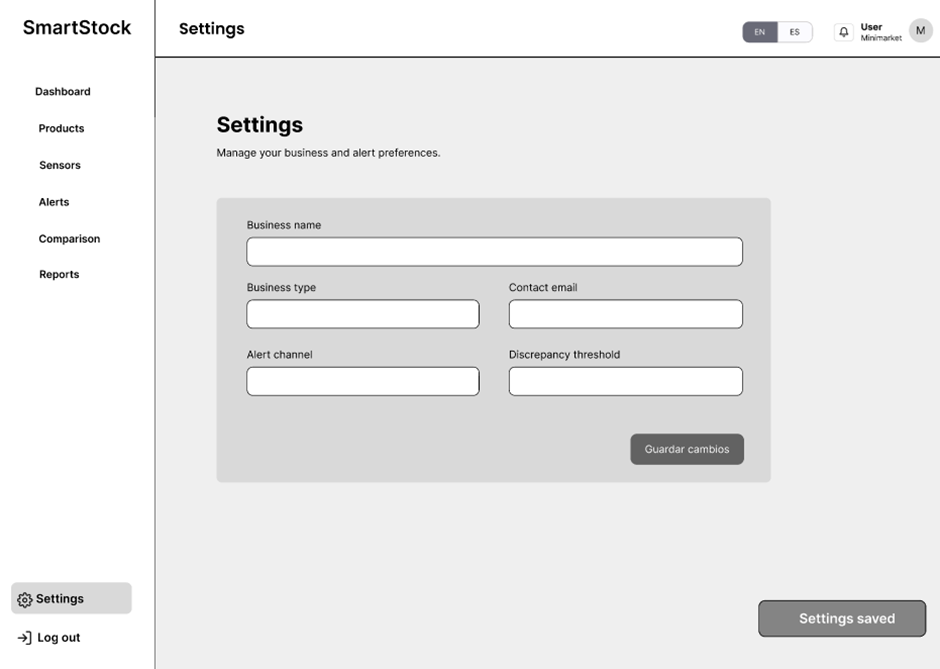 SmartStock
Settings
EN
ES
User
Minimarket
M
Dashboard
Products
Sensors
Alerts
Comparison
Reports
Settings
Manage your business and alert preferences.
Business name
Business type
Contact email
Alert channel
Discrepancy threshold
Guardar cambios
Settings
Log out
Settings saved